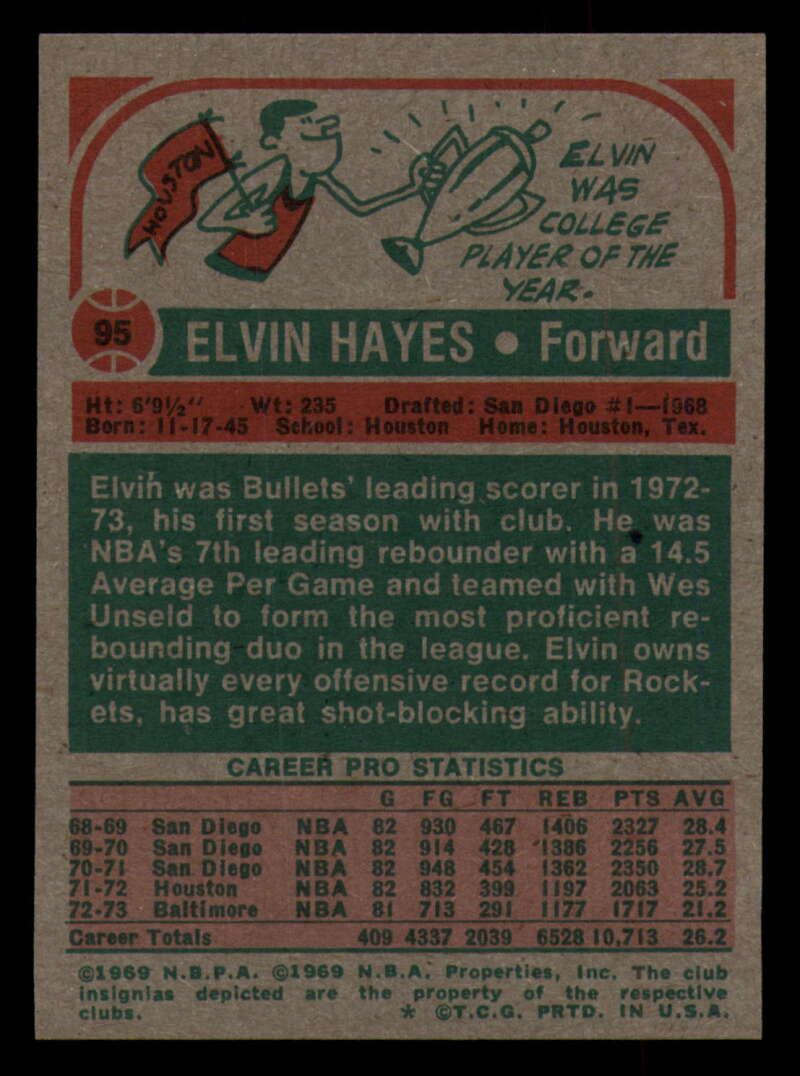 HOUSTON
ELVIN
WAS
COLLEGE
PLAYER OF THE
YEAR.
95 ELVIN HAYES • Forward
Ht: 6'9½" Wt: 235 Drafted: San Diego #1—1968
Born: 11-17-45 School: Houston Home: Houston, Tex.
Elvin was Bullets' leading scorer in 1972-
73, his first season with club. He was
NBA's 7th leading rebounder with a 14.5
Average Per Game and teamed with Wes
Unseld to form the most proficient re-
bounding duo in the league. Elvin owns
virtually every offensive record for Rock-
ets, has great shot-blocking ability.
CAREER PRO STATISTICS
G FG FT REB PTS AVG
68-69 San Diego NBA 82 930 467 1406 2327 28.4
69-70 San Diego NBA 82 914 428 1386 2256 27.5
70-71 San Diego NBA 82 948 454 1362 2350 28.7
71-72 Houston NBA 82 832 399 1197 2063 25.2
72-73 Baltimore NBA 81 713 291 1177 1717 21.2
Career Totals 409 4337 2039 6528 10,713 26.2
©1969 N.B.P.A. ©1969 N.B.A. Properties, Inc. The club
insignias depicted are the property of the respective
clubs. * ©T.C.G. PRTD. IN U.S.A.